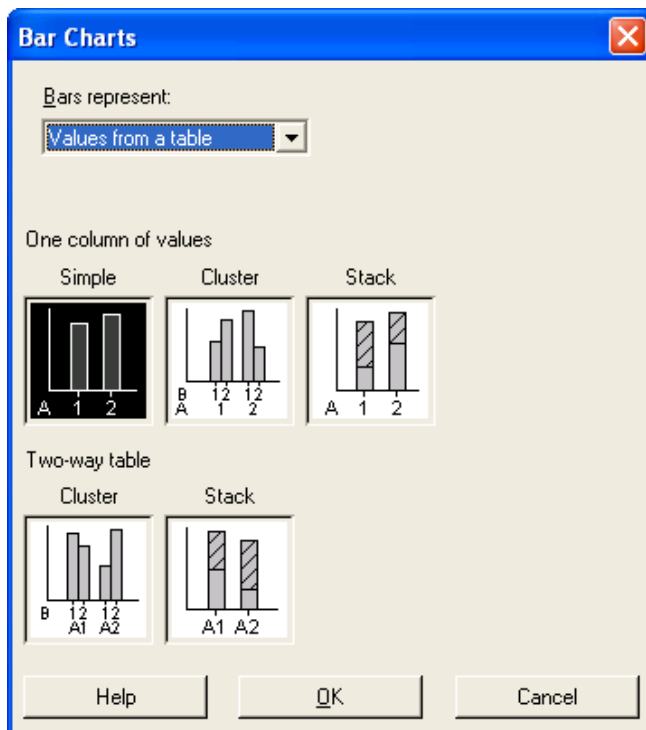 Bar Charts
Bars represent:
Values from a table
One column of values
Simple Cluster Stack
B 1 2 1 2
A 1 2 A 1 2 A 1 2
Two-way table
Cluster Stack
B 1 2 1 2
A1 A2 A1 A2
Help OK Cancel